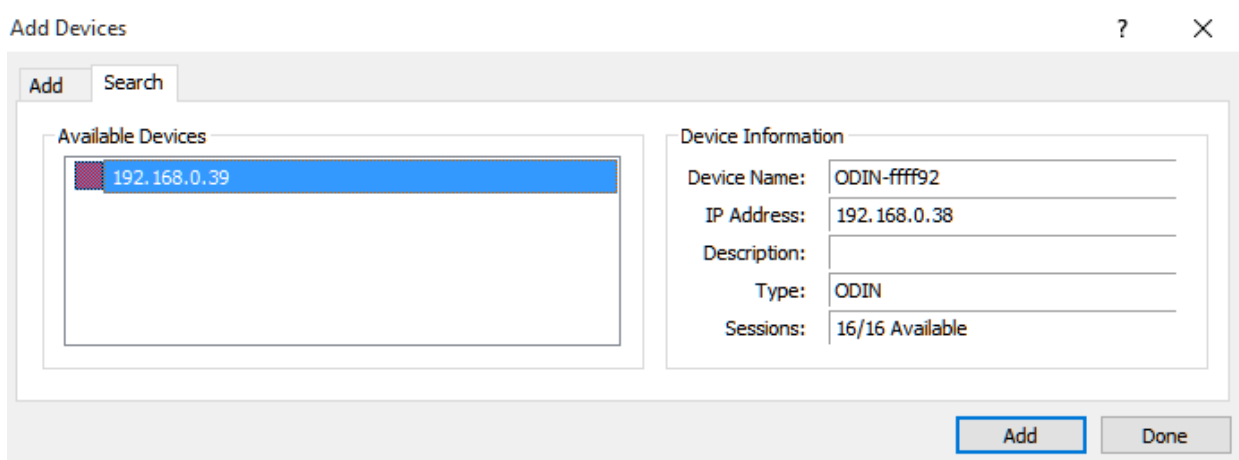 Add Devices ?
Add Search
Available Devices
192.168.0.39
Device Information
Device Name: ODIN-ffff92
IP Address: 192.168.0.38
Description:
Type: ODIN
Sessions: 16/16 Available
Add Done